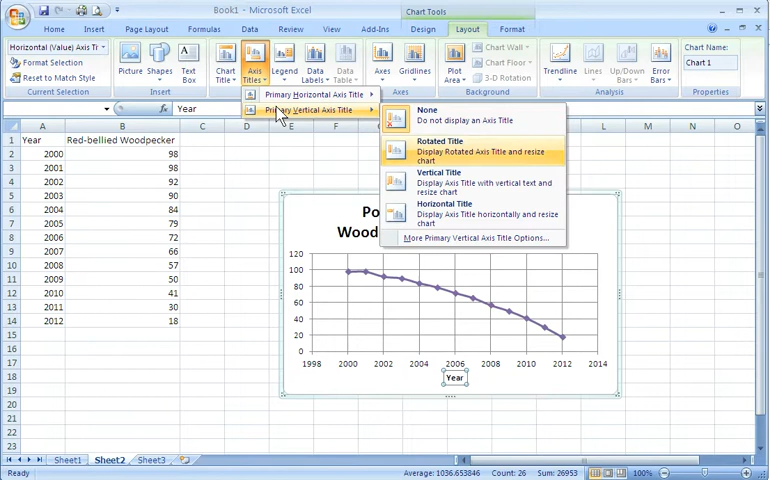 Book1 - Microsoft Excel
Chart Tools
Home
Insert
Page Layout
Formulas
Data
Review
View
Add-Ins
Design
Layout
Format
Horizontal (Value) Axis Tr
Format Selection
Reset to Match Style
Current Selection
Picture
Shapes
Text Box
Insert
Chart Title
Axis Titles
Legend
Data Labels
Data Table
Axes
Gridlines
Axes
Plot Area
Chart Wall
Chart Floor
3-D Rotation
Background
Trendline
Lines
Up/Down Bars
Error Bars
Analysis
Chart Name:
Chart 1
Properties
Primary Horizontal Axis Title
Primary Vertical Axis Title
None
Do not display an Axis Title
Rotated Title
Display Rotated Axis Title and resize
chart
Vertical Title
Display Axis Title with vertical text and
resize chart
Horizontal Title
Display Axis Title horizontally and resize
chart
More Primary Vertical Axis Title Options...
fx Year
A B C D E F L M N O
1 Year Red-bellied Woodpecker
2 2000 98
3 2001 98
4 2002 92
5 2003 90
6 2004 84
7 2005 79
8 2006 72
9 2007 66
10 2008 57
11 2009 50
12 2010 41
13 2011 30
14 2012 18
15
16
17
18
19
20
21
22
23
Po
Wood
120
100
80
60
40
20
0
1998 2000 2002 2004 2006 2008 2010 2012 2014
Year
Sheet1 Sheet2 Sheet3
Ready Average: 1036.653846 Count: 26 Sum: 26953 100%